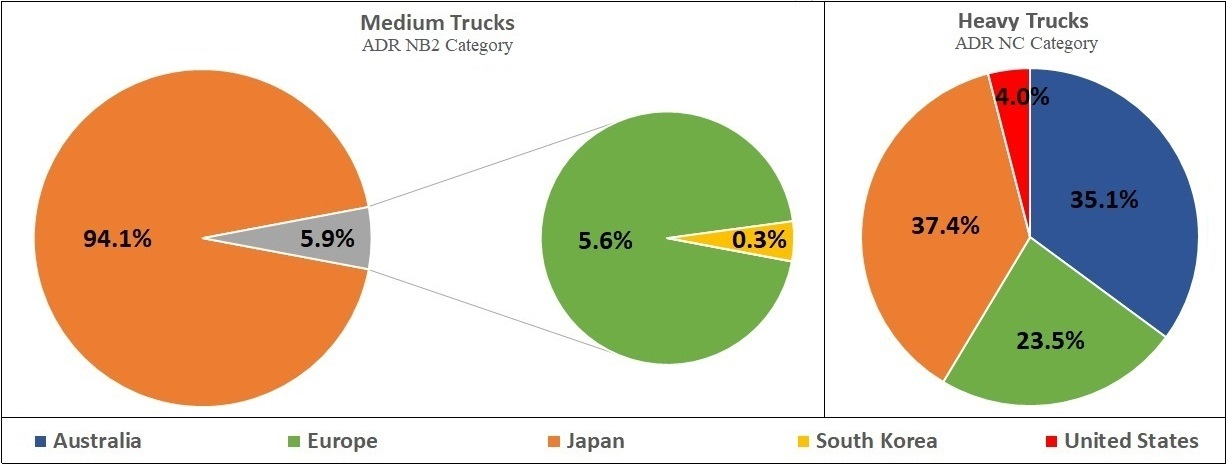 Medium Trucks
ADR NB2 Category
94.1%
5.9%
5.6%
0.3%
Heavy Trucks
ADR NC Category
4.0%
35.1%
37.4%
23.5%
Australia
Europe
Japan
South Korea
United States